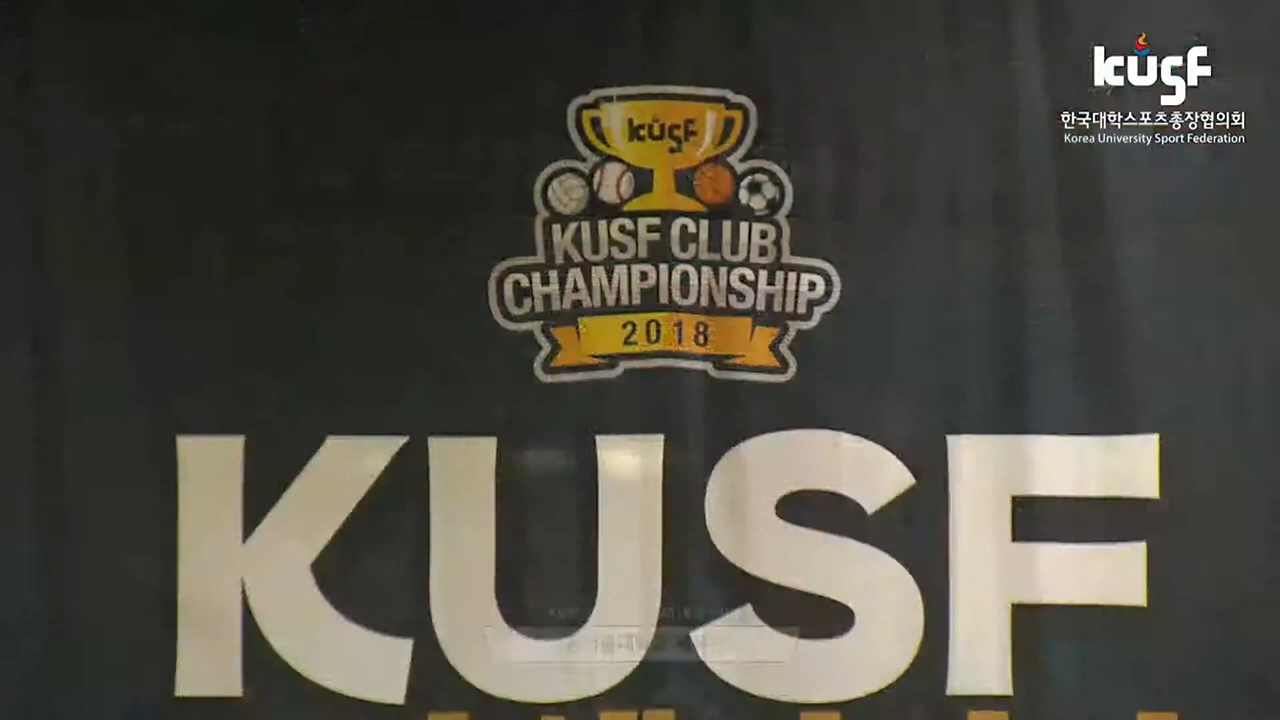 kusf
한국대학스포츠총장협의회
Korea University Sport Federation
kusf
KUSF CLUB
CHAMPIONSHIP
2018
KUSF